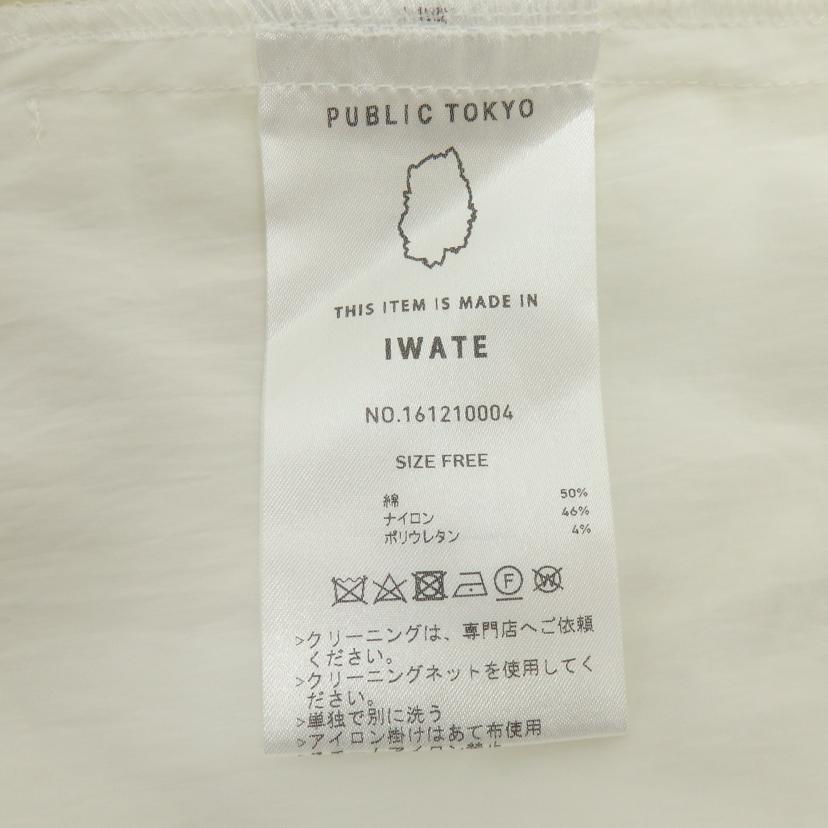 PUBLIC TOKYO
THIS ITEM IS MADE IN
IWATE
NO.161210004
SIZE FREE
綿 50%
ナイロン 46%
ポリウレタン 4%
F
W
>クリーニングは、専門店へご依頼
ください。
>クリーニングネットを使用してく
ださい。
>単独で別に洗う
>アイロン掛けはあて布使用